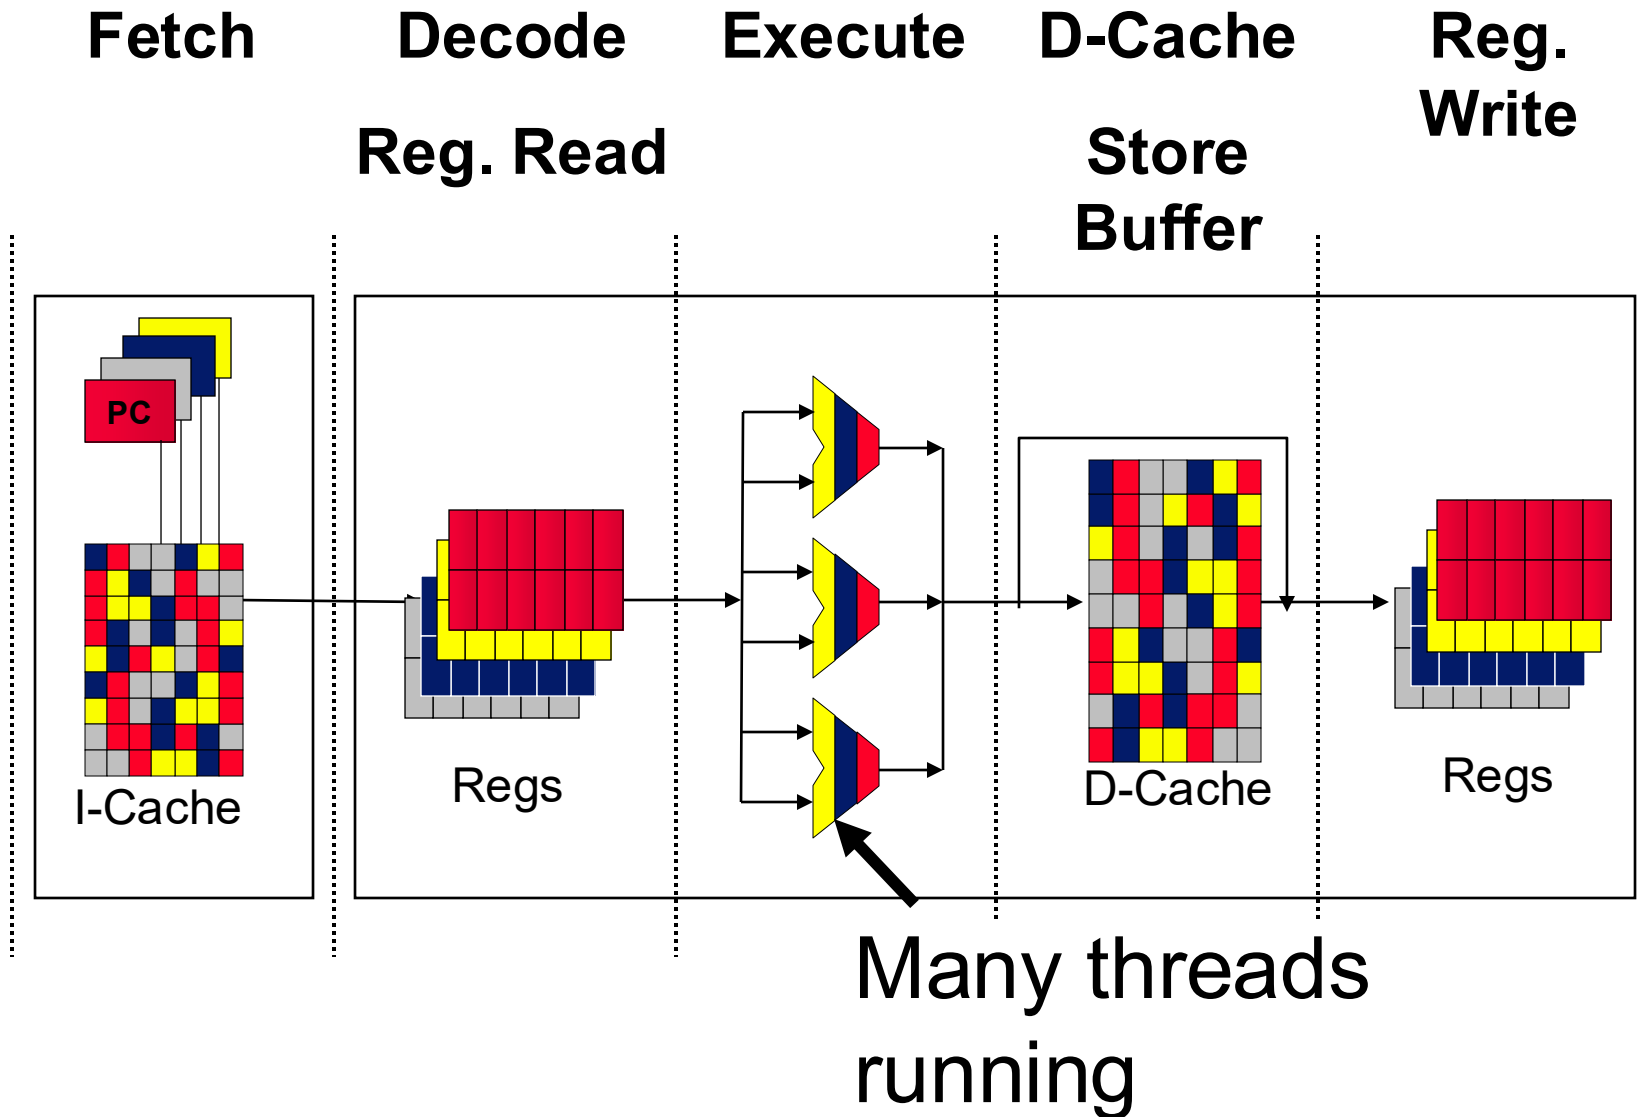 Fetch
Decode
Reg. Read
Execute
D-Cache
Store
Buffer
Reg.
Write
PC
I-Cache
Regs
D-Cache
Regs
Many threads
running